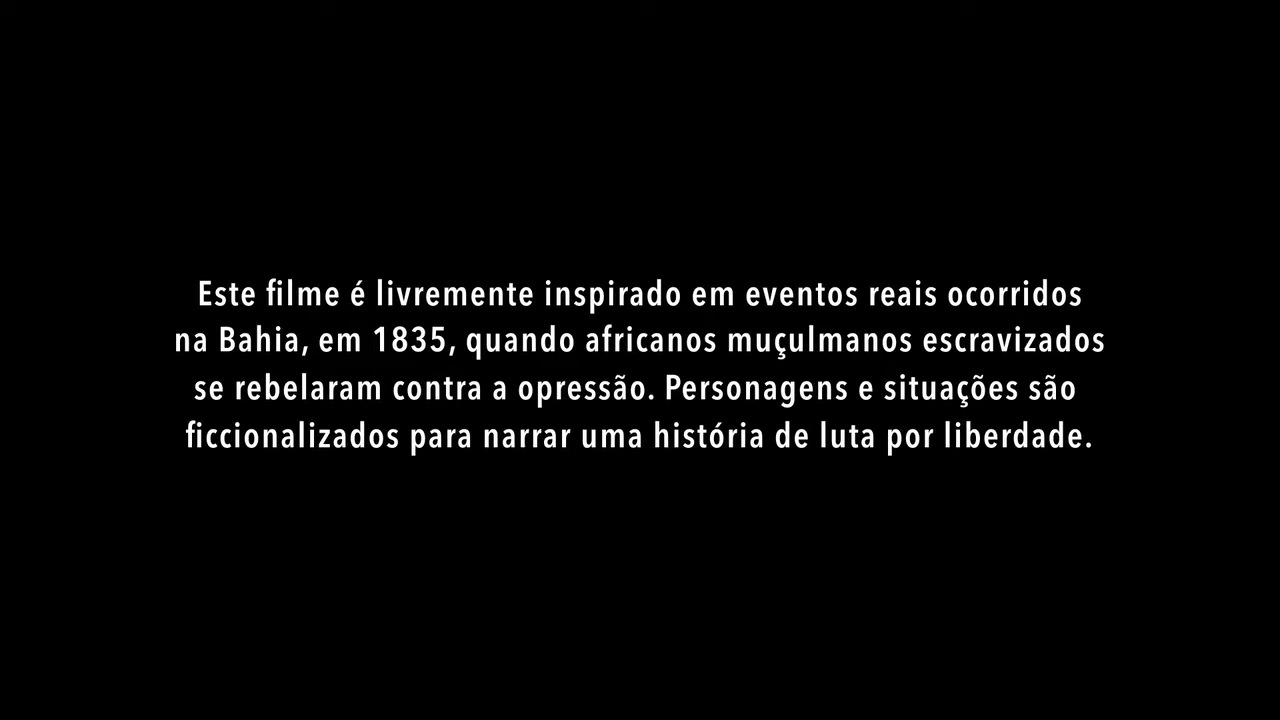 Este filme é livremente inspirado em eventos reais ocorridos
na Bahia, em 1835, quando africanos muçulmanos escravizados
se rebelaram contra a opressão. Personagens e situações são
ficcionalizados para narrar uma história de luta por liberdade.